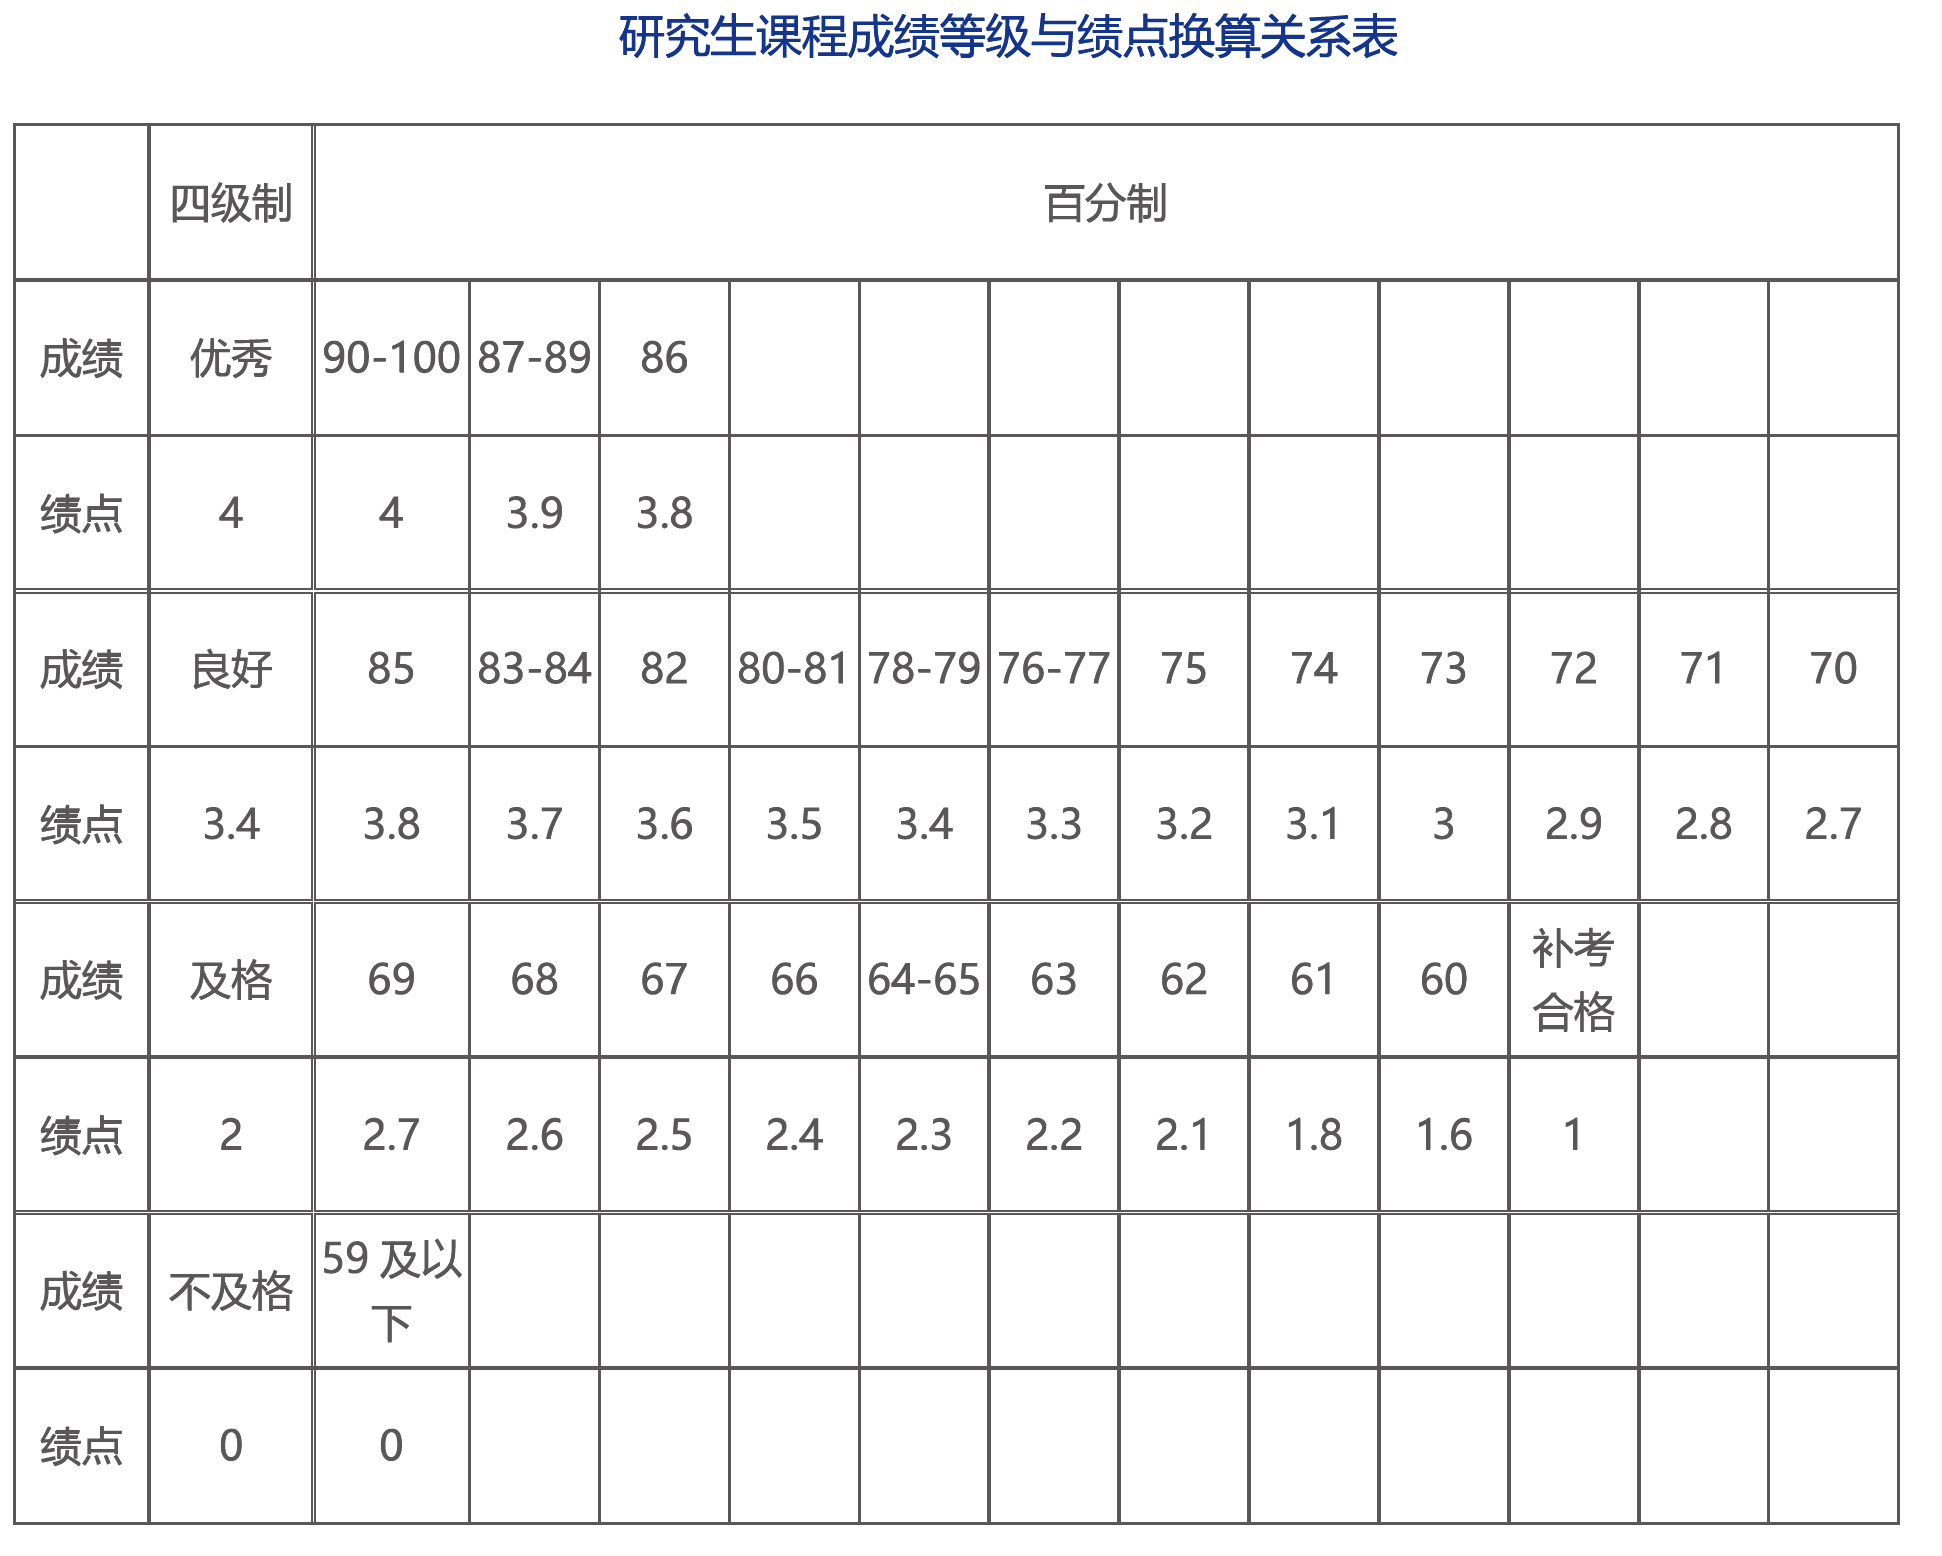 研究生课程成绩等级与绩点换算关系表
四级制 百分制
成绩 优秀 90-100 87-89 86
绩点 4 4 3.9 3.8
成绩 良好 85 83-84 82 80-81 78-79 76-77 75 74 73 72 71 70
绩点 3.4 3.8 3.7 3.6 3.5 3.4 3.3 3.2 3.1 3 2.9 2.8 2.7
成绩 及格 69 68 67 66 64-65 63 62 61 60 补考
合格
绩点 2 2.7 2.6 2.5 2.4 2.3 2.2 2.1 1.8 1.6 1
成绩 不及格 59 及以
下
绩点 0 0